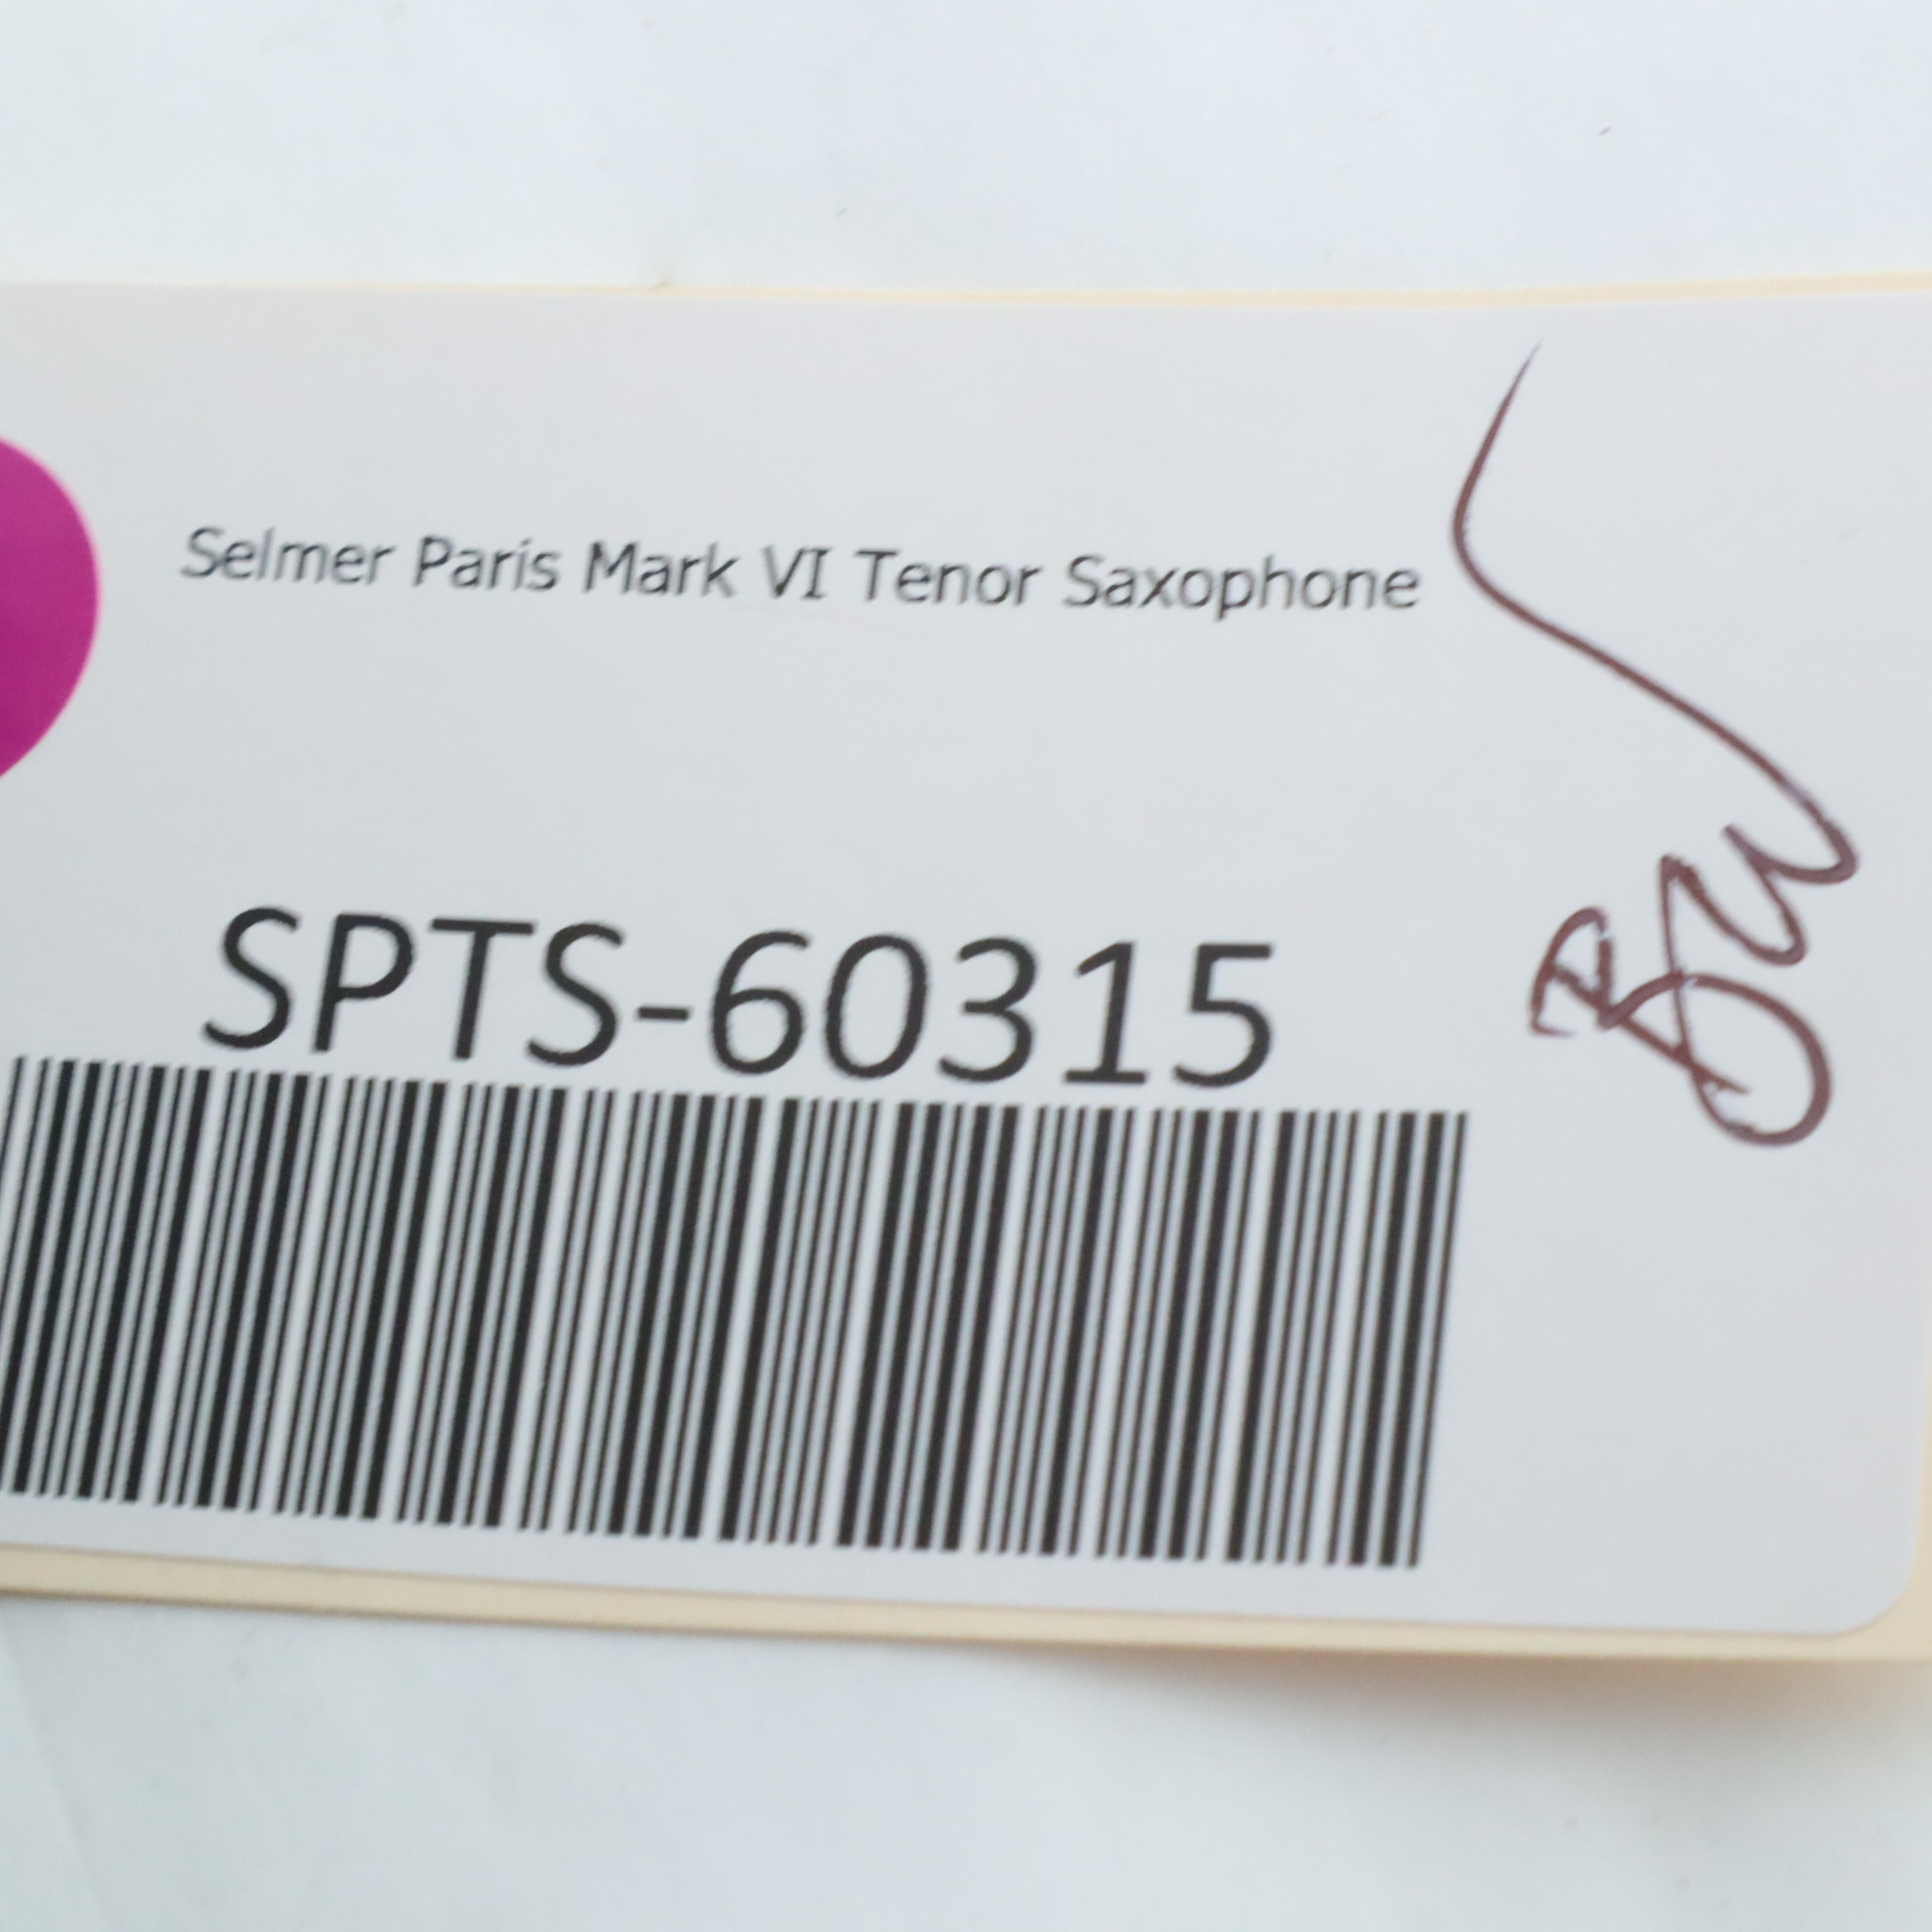 Selmer Paris Mark VI Tenor Saxophone
SPTS-60315